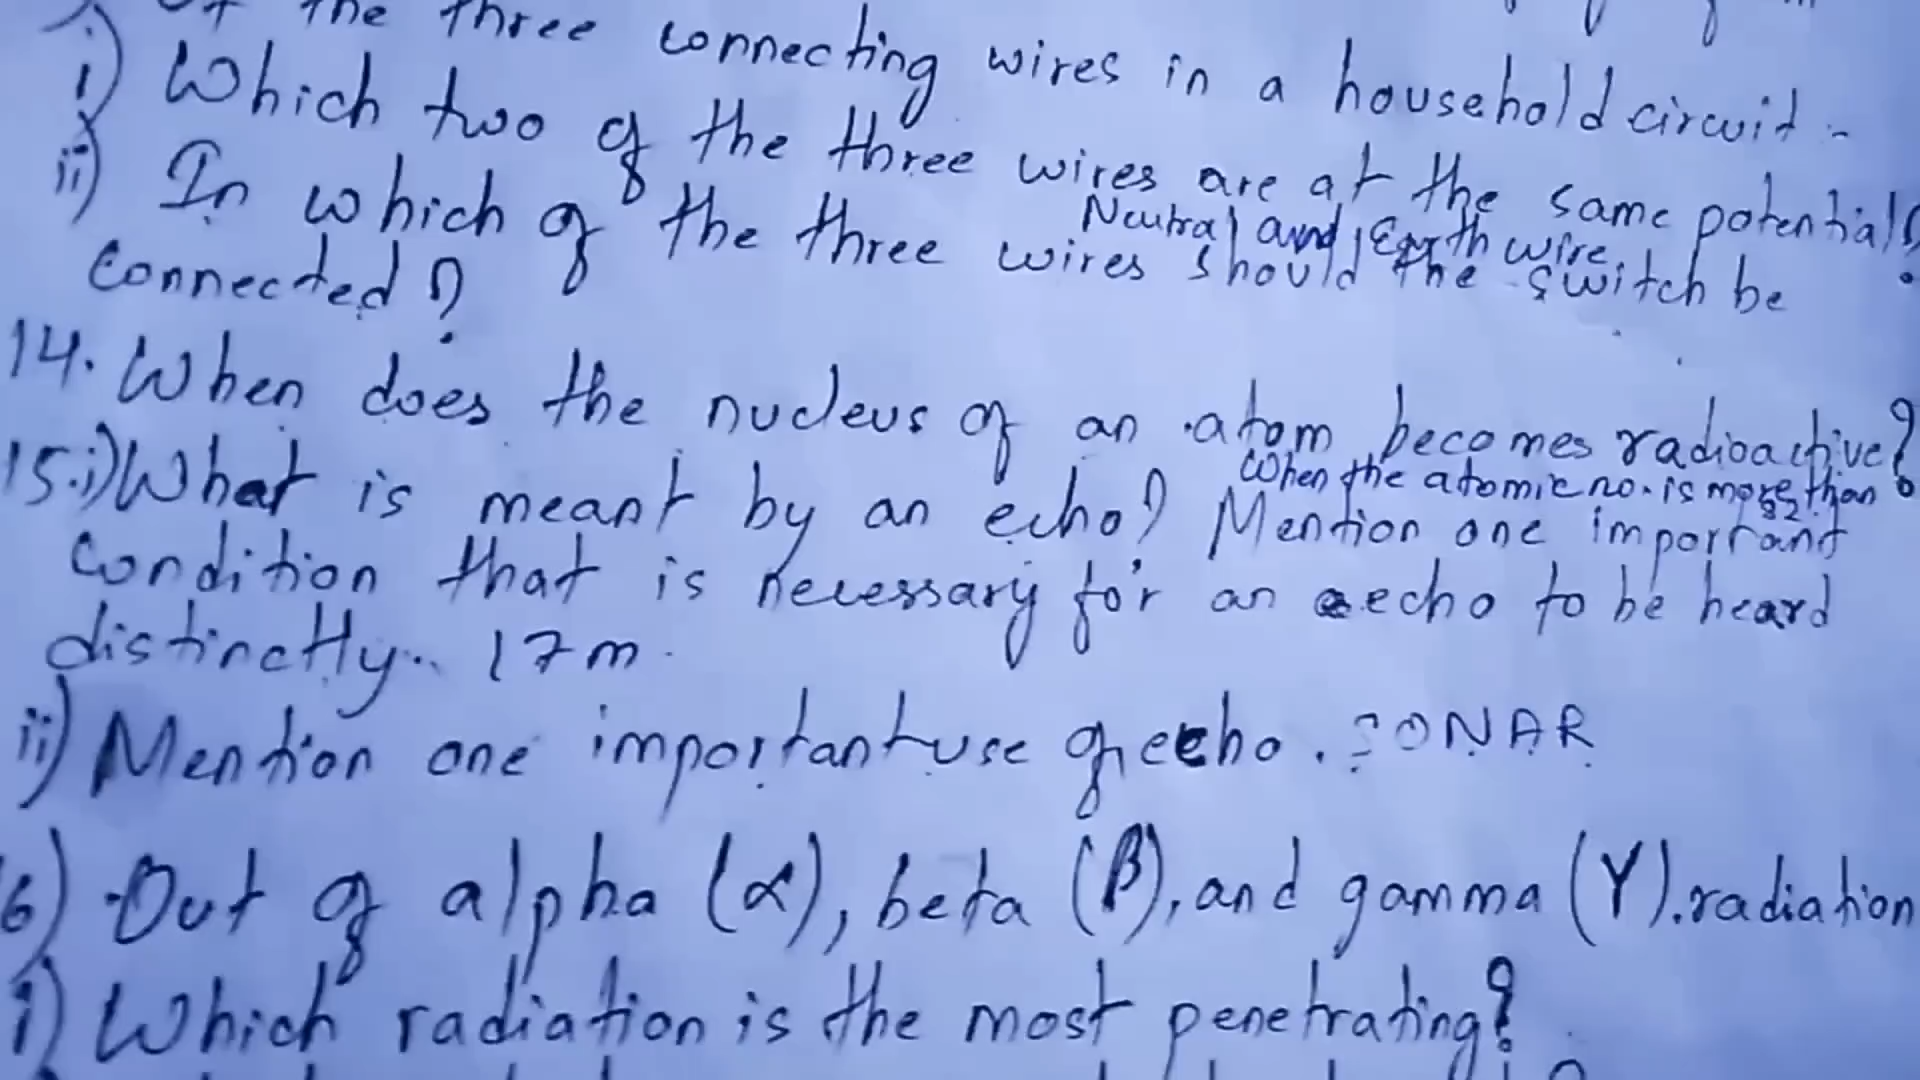 Of the three connecting wires in a household circuit -
i) Which two of the three wires are at the same potential?
Neutral and Earth wire.
ii) In which of the three wires should the switch be
connected?
14. When does the nucleus of an atom becomes radioactive?
When the atomic no. is more than
82.
15.i) What is meant by an echo? Mention one important
condition that is necessary for an echo to be heard
distinctly. 17m.
ii) Mention one important use of echo. SONAR
6) Out of alpha (α), beta (β), and gamma (γ). radiation
i) Which radiation is the most penetrating?